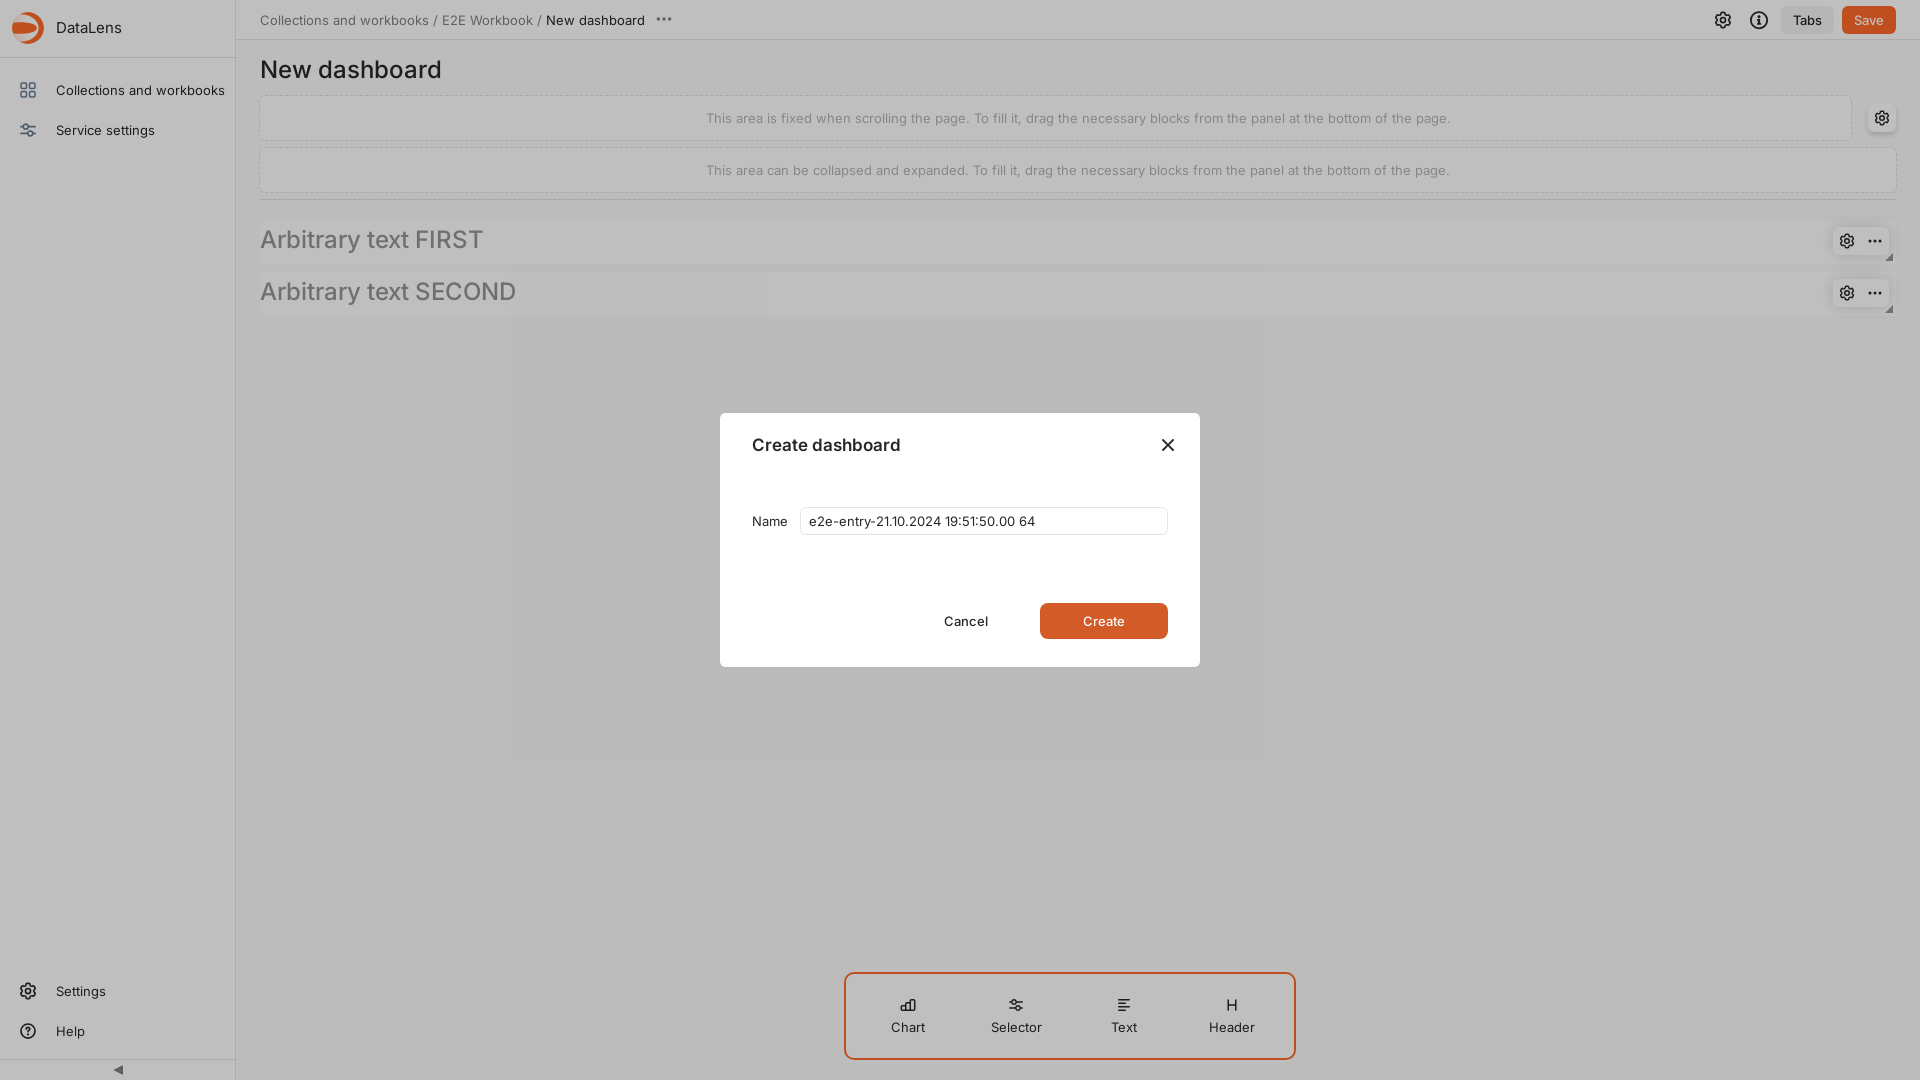 DataLens
Collections and workbooks / E2E Workbook / New dashboard
Tabs
Save
Collections and workbooks
Service settings
New dashboard
This area is fixed when scrolling the page. To fill it, drag the necessary blocks from the panel at the bottom of the page.
This area can be collapsed and expanded. To fill it, drag the necessary blocks from the panel at the bottom of the page.
Arbitrary text FIRST
Arbitrary text SECOND
Create dashboard
Name
e2e-entry-21.10.2024 19:51:50.00 64
Cancel
Create
Settings
Help
Chart
Selector
Text
Header